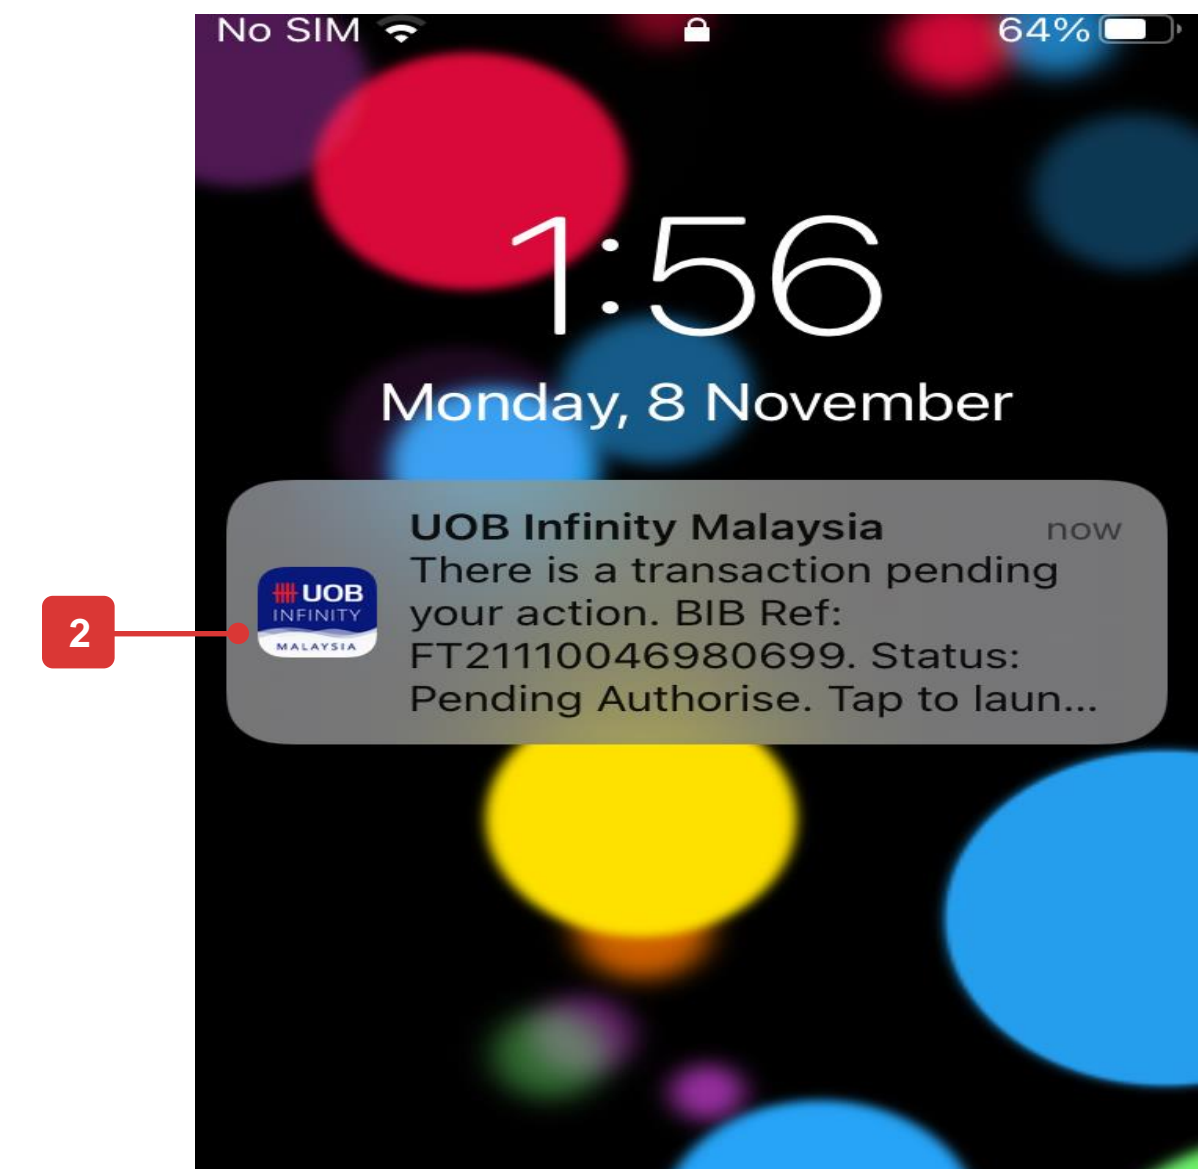 No SIM
64%
1:56
Monday, 8 November
UOB Infinity Malaysia
now
There is a transaction pending
your action. BIB Ref:
FT21110046980699. Status:
Pending Authorise. Tap to laun...
UOB
INFINITY
MALAYSIA
2